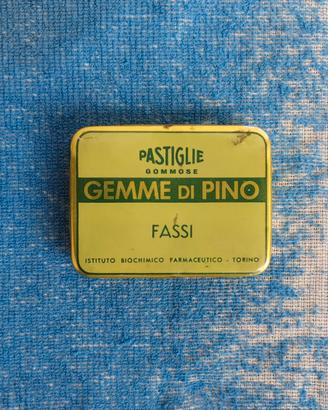 PASTIGLIE
GOMMOSE
GEMME DI PINO
FASSI
ISTITUTO BIOCHIMICO FARMACEUTICO - TORINO